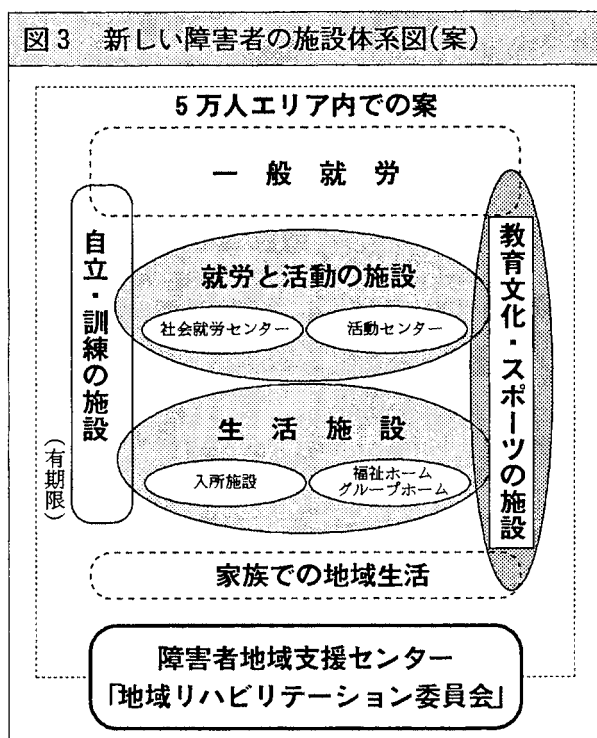 図3 新しい障害者の施設体系図(案)
5万人エリア内での案
一般就労
自立・訓練の施設
(有期限)
就労と活動の施設
社会就労センター
活動センター
生活施設
入所施設
福祉ホーム
グループホーム
教育文化・スポーツの施設
家族での地域生活
障害者地域支援センター
「地域リハビリテーション委員会」